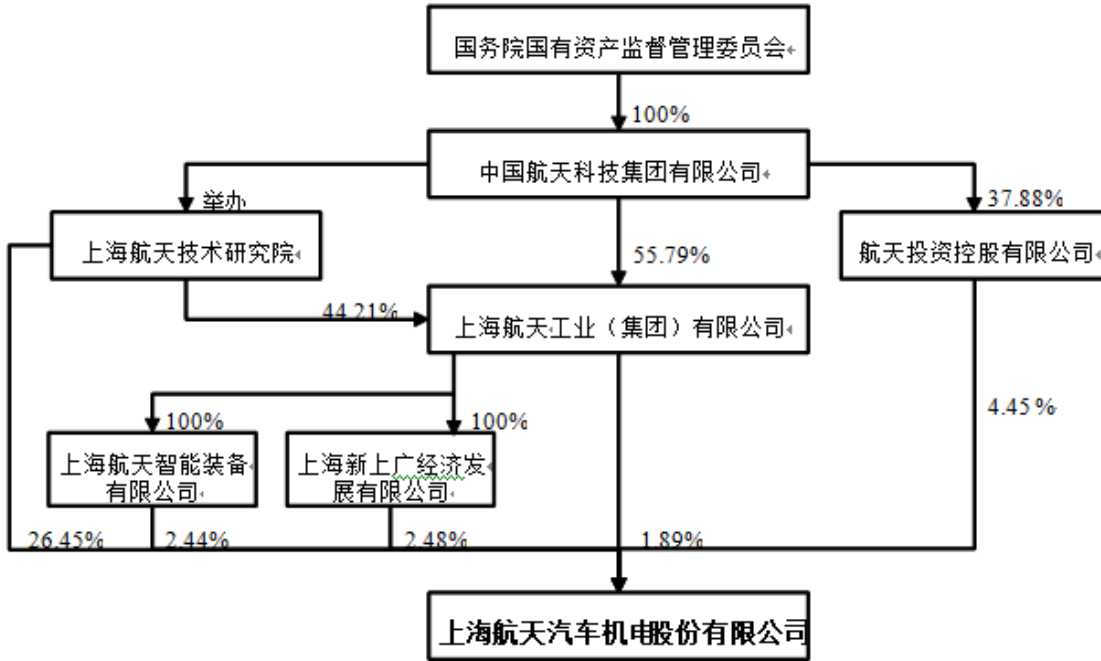 国务院国有资产监督管理委员会
100%
中国航天科技集团有限公司
举办
37.88%
上海航天技术研究院
55.79%
航天投资控股有限公司
44.21%
上海航天工业（集团）有限公司
100%
100%
4.45%
上海航天智能装备
有限公司
上海新上广经济发
展有限公司
26.45%
2.44%
2.48%
1.89%
上海航天汽车机电股份有限公司